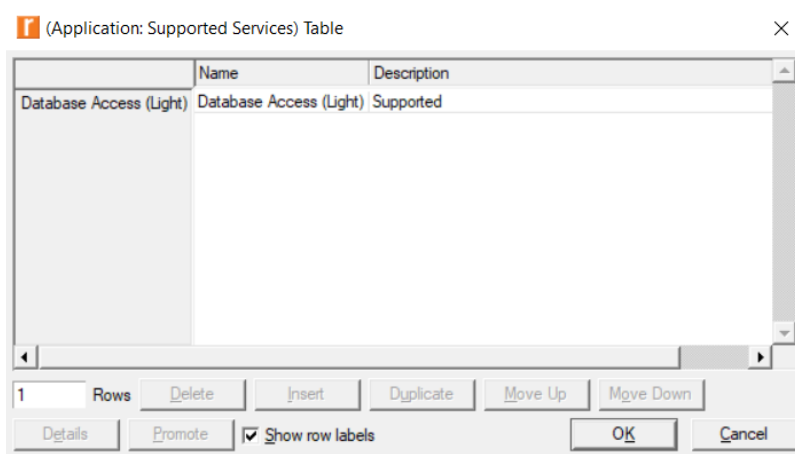 (Application: Supported Services) Table
Name Description
Database Access (Light) Database Access (Light) Supported
1 Rows Delete Insert Duplicate Move Up Move Down
Details Promote Show row labels OK Cancel